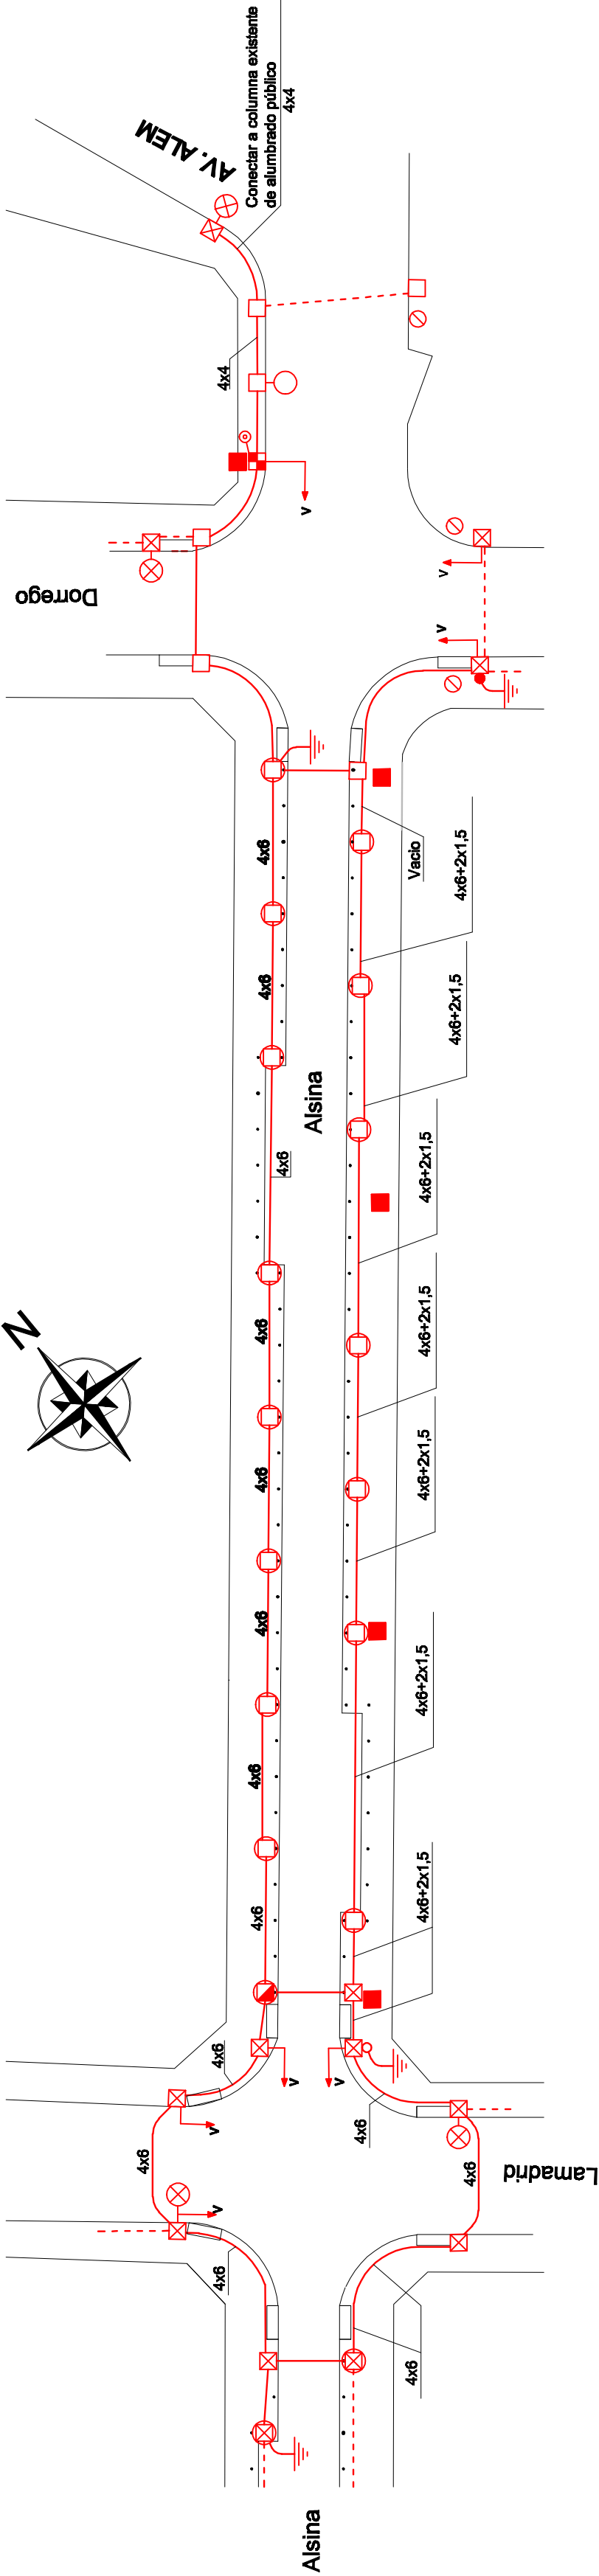 AV. ALEM
Conectar a columna existente
de alumbrado público
4x4
4x4
v
Dorrego
v
v
4x6
Vacio
4x6+2x1,5
4x6
4x6+2x1,5
Alsina
4x6
4x6+2x1,5
N
4x6
4x6+2x1,5
4x6
4x6+2x1,5
4x6
4x6+2x1,5
4x6
4x6
4x6+2x1,5
4x6
v
v
4x6
v
4x6
4x6
Lamadrid
v
4x6
4x6
Alsina